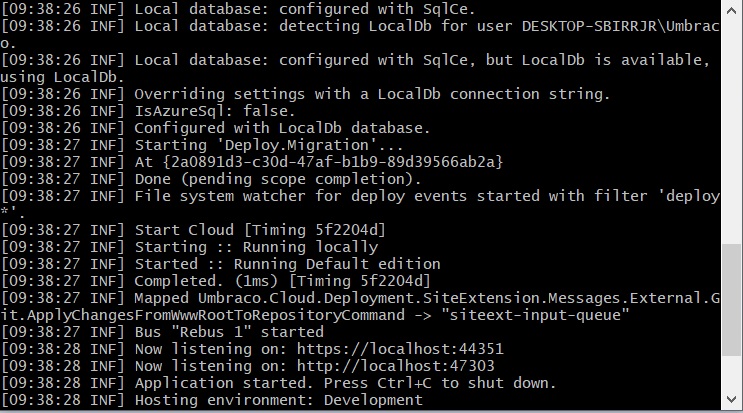 [09:38:26 INF] Local database: configured with SqlCe.
[09:38:26 INF] Local database: detecting LocalDb for user DESKTOP-SBIRRJR\Umbrac
o.
[09:38:26 INF] Local database: configured with SqlCe, but LocalDb is available,
using LocalDb.
[09:38:26 INF] Overriding settings with a LocalDb connection string.
[09:38:26 INF] IsAzureSql: false.
[09:38:26 INF] Configured with LocalDb database.
[09:38:27 INF] Starting 'Deploy.Migration'...
[09:38:27 INF] At {2a0891d3-c30d-47af-b1b9-89d39566ab2a}
[09:38:27 INF] Done (pending scope completion).
[09:38:27 INF] File system watcher for deploy events started with filter 'deploy
*'.
[09:38:27 INF] Start Cloud [Timing 5f2204d]
[09:38:27 INF] Starting :: Running locally
[09:38:27 INF] Started :: Running Default edition
[09:38:27 INF] Completed. (1ms) [Timing 5f2204d]
[09:38:27 INF] Mapped Umbraco.Cloud.Deployment.SiteExtension.Messages.External.G
it.ApplyChangesFromWwwRootToRepositoryCommand -> "siteext-input-queue"
[09:38:27 INF] Bus "Rebus 1" started
[09:38:28 INF] Now listening on: https://localhost:44351
[09:38:28 INF] Now listening on: http://localhost:47303
[09:38:28 INF] Application started. Press Ctrl+C to shut down.
[09:38:28 INF] Hosting environment: Development